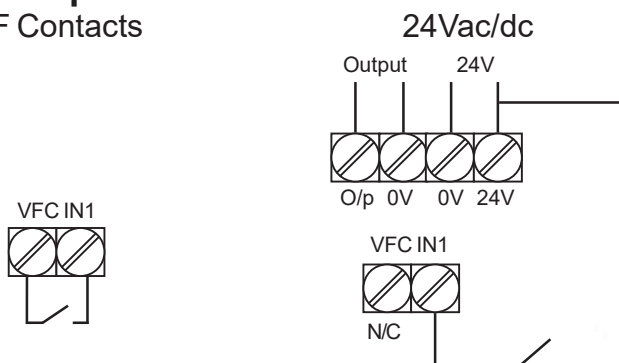 F Contacts
24Vac/dc
Output 24V
O/p 0V 0V 24V
VFC IN1
VFC IN1
N/C